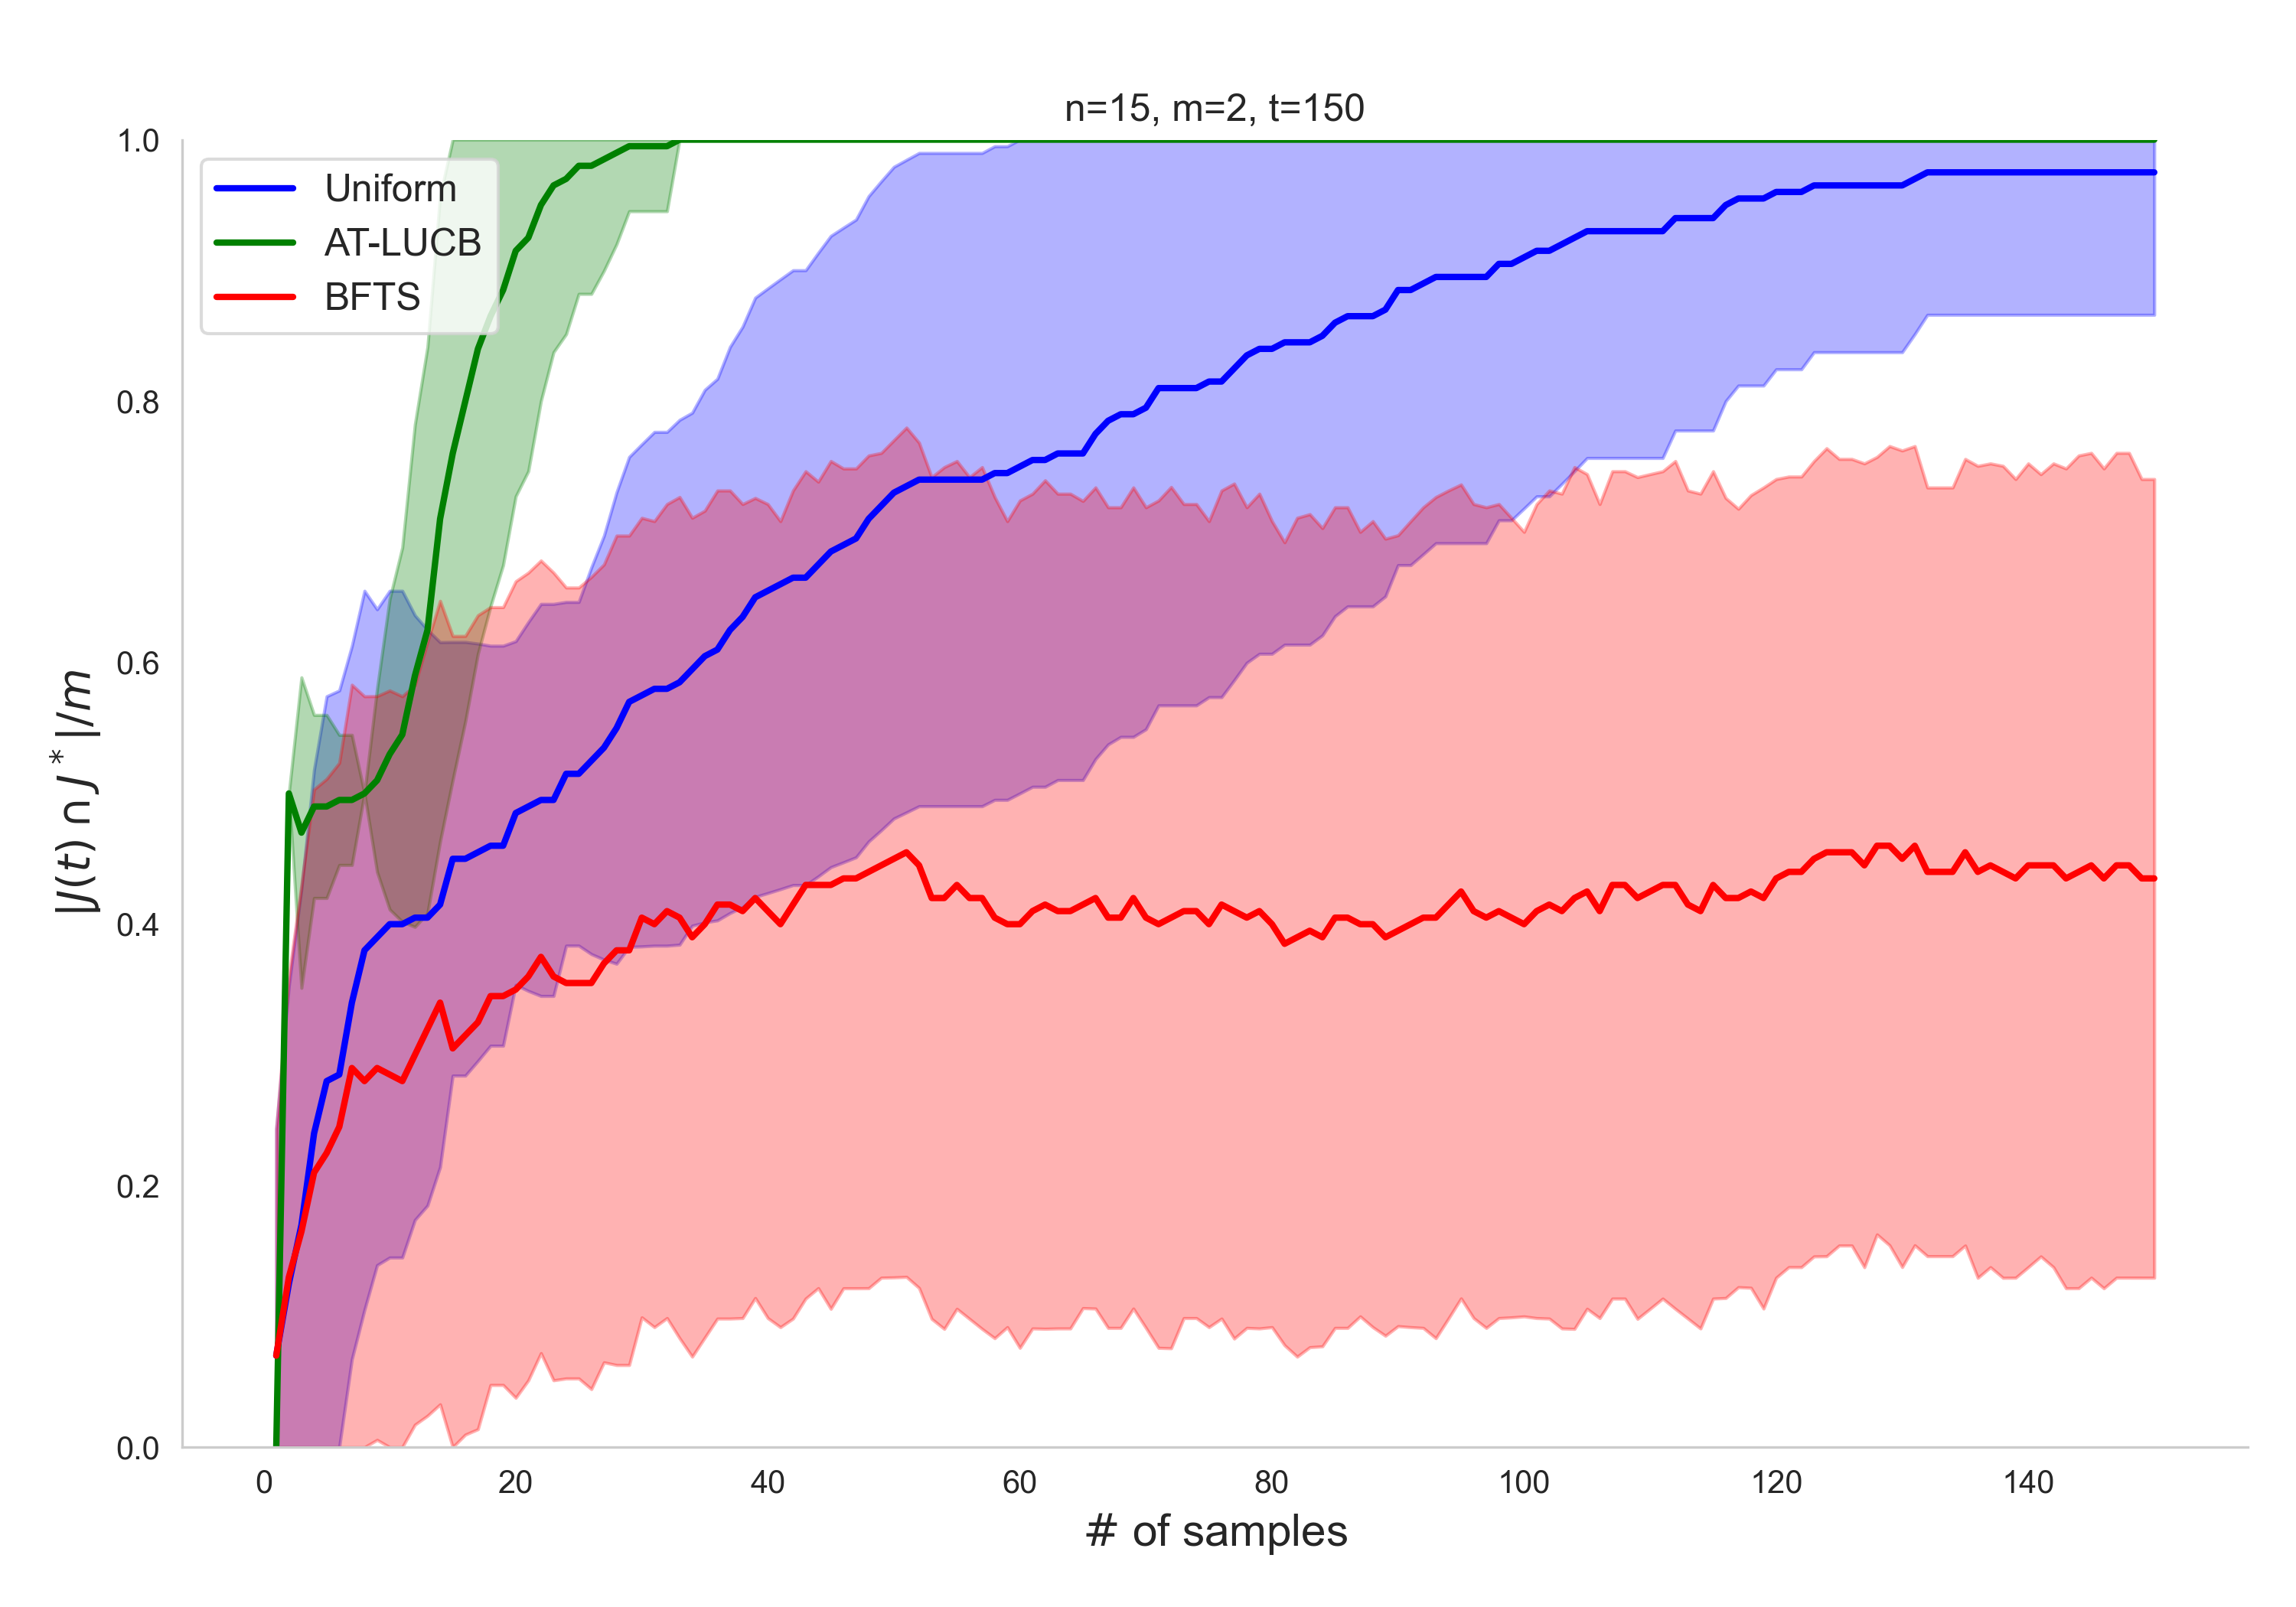 n=15, m=2, t=150
1.0
0.8
0.6
0.4
0.2
0.0
Uniform
AT-LUCB
BFTS
|J(t) ∩ J*|/m
0 20 40 60 80 100 120 140
# of samples